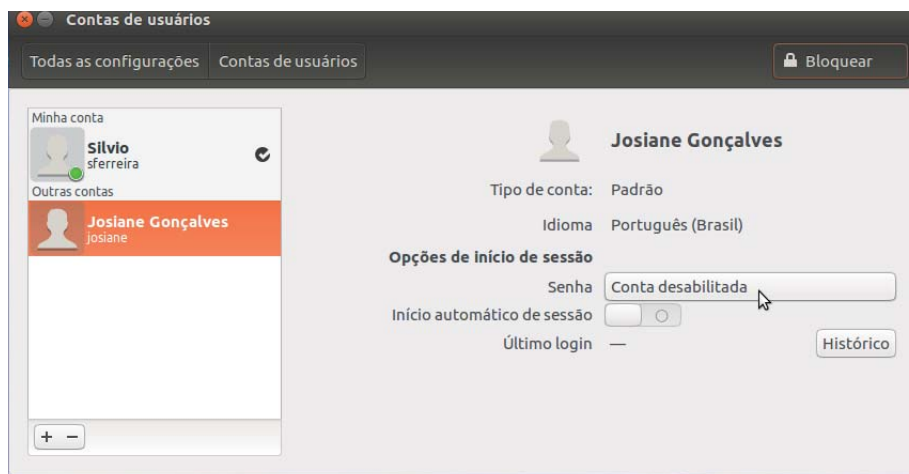 Contas de usuários
Todas as configurações Contas de usuários Bloquear
Minha conta
Silvio
sferreira
Outras contas
Josiane Gonçalves
josiane
Josiane Gonçalves
Tipo de conta: Padrão
Idioma Português (Brasil)
Opções de início de sessão
Senha Conta desabilitada
Início automático de sessão
Último login — Histórico
+ −